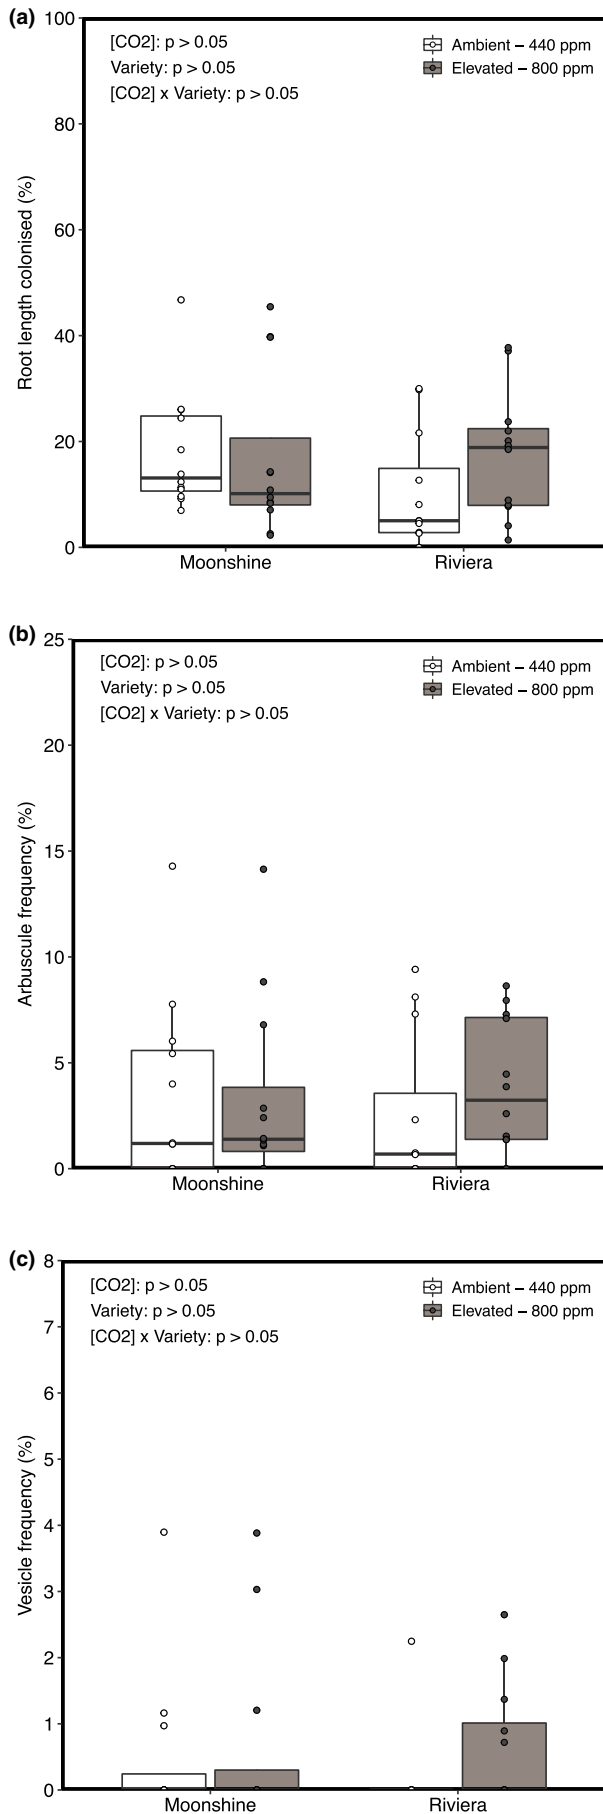 (a)
100
80
60
40
20
0
Root length colonised (%)
[CO2]: p > 0.05
Variety: p > 0.05
[CO2] x Variety: p > 0.05
Ambient – 440 ppm
Elevated – 800 ppm
Moonshine
Riviera
(b)
25
20
15
10
5
0
Arbuscule frequency (%)
[CO2]: p > 0.05
Variety: p > 0.05
[CO2] x Variety: p > 0.05
Ambient – 440 ppm
Elevated – 800 ppm
Moonshine
Riviera
(c)
8
7
6
5
4
3
2
1
0
Vesicle frequency (%)
[CO2]: p > 0.05
Variety: p > 0.05
[CO2] x Variety: p > 0.05
Ambient – 440 ppm
Elevated – 800 ppm
Moonshine
Riviera